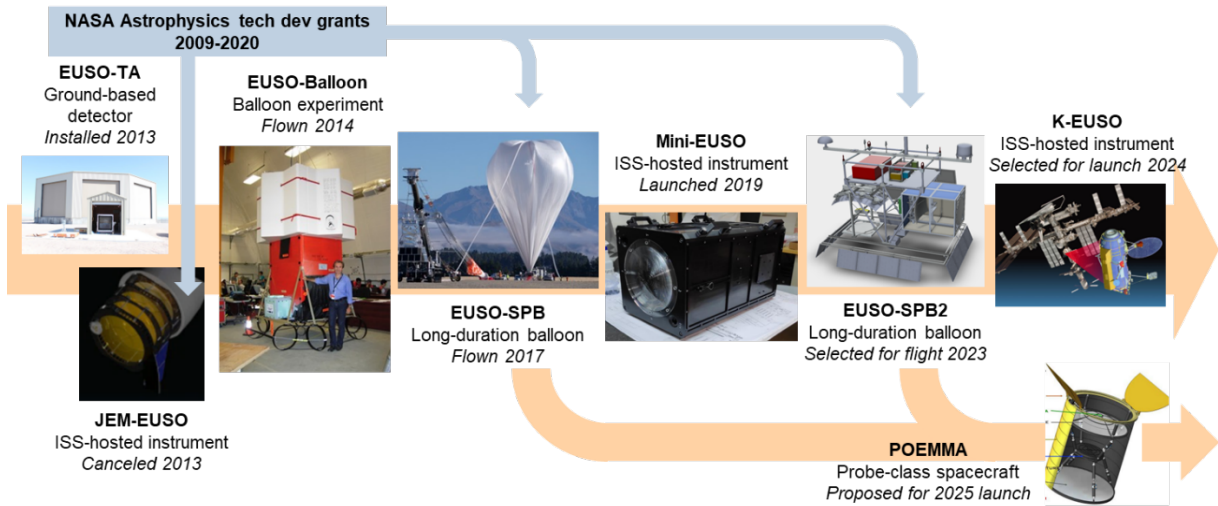 NASA Astrophysics tech dev grants
2009-2020
EUSO-TA
Ground-based
detector
Installed 2013
EUSO-Balloon
Balloon experiment
Flown 2014
Mini-EUSO
ISS-hosted instrument
Launched 2019
K-EUSO
ISS-hosted instrument
Selected for launch 2024
JEM-EUSO
ISS-hosted instrument
Canceled 2013
EUSO-SPB
Long-duration balloon
Flown 2017
EUSO-SPB2
Long-duration balloon
Selected for flight 2023
POEMMA
Probe-class spacecraft
Proposed for 2025 launch